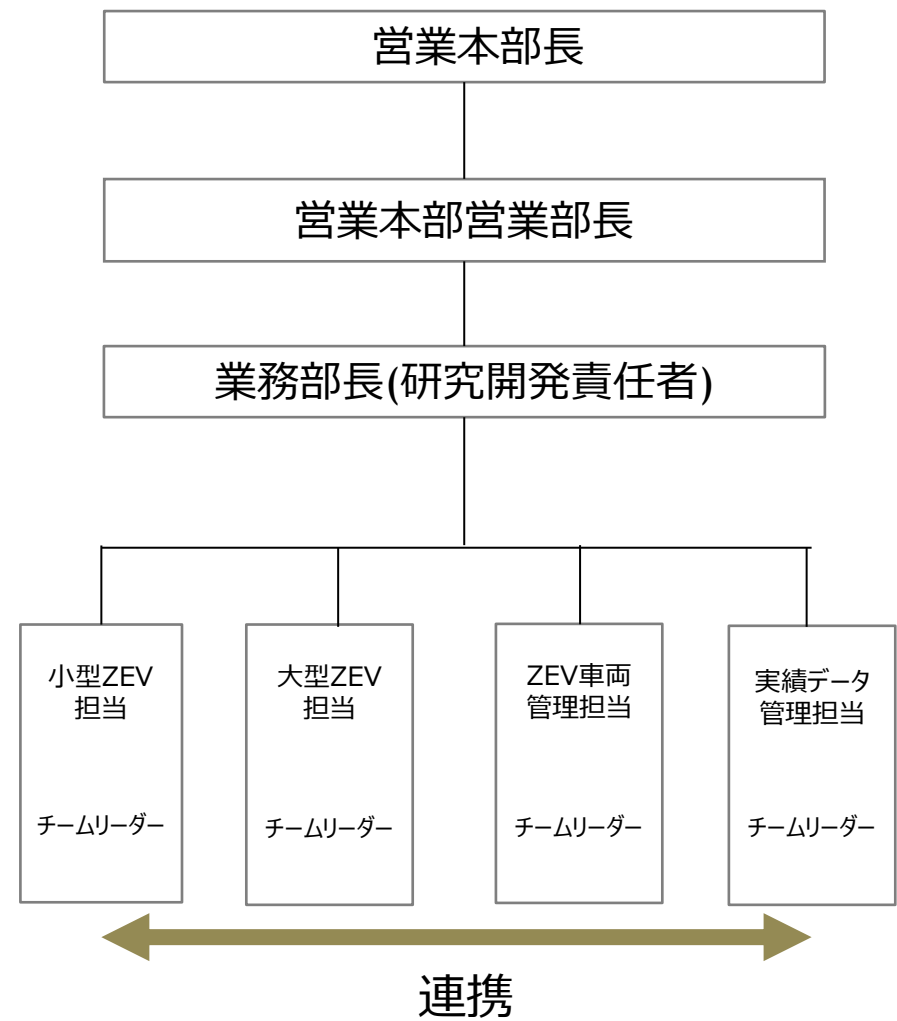 営業本部長
営業本部営業部長
業務部長(研究開発責任者)
小型ZEV
担当
チームリーダー
大型ZEV
担当
チームリーダー
ZEV車両
管理担当
チームリーダー
実績データ
管理担当
チームリーダー
連携